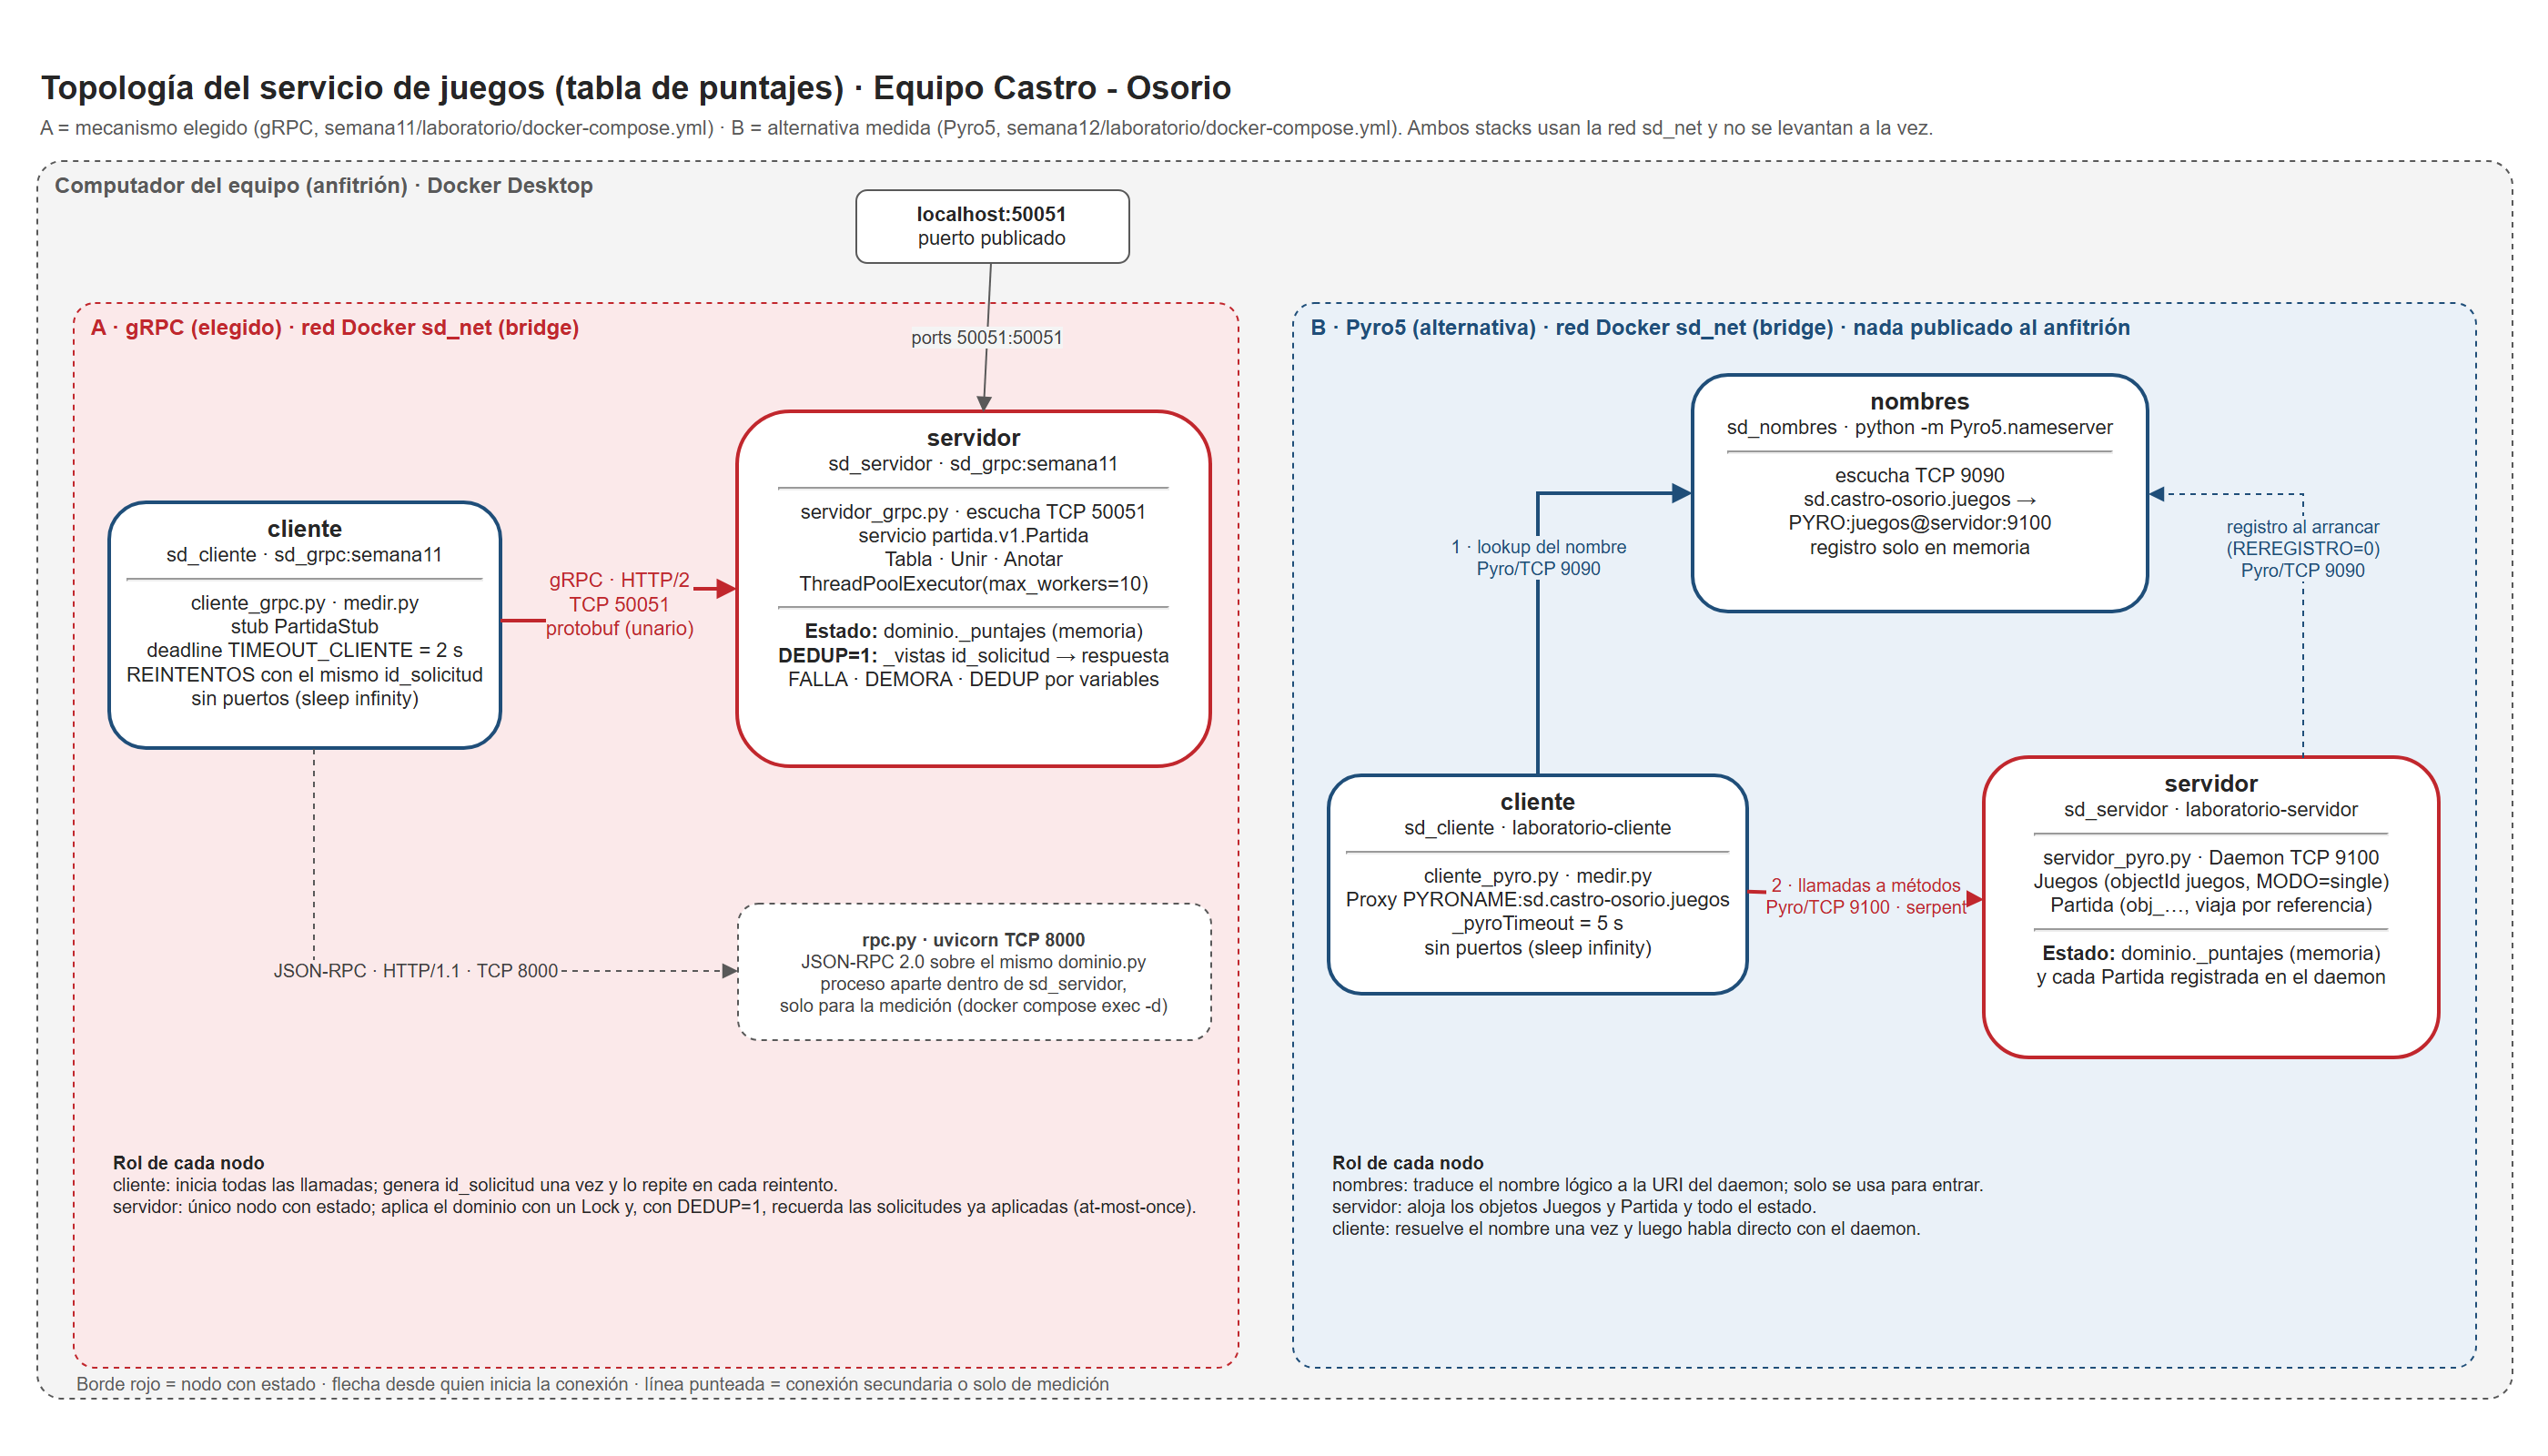 Topología del servicio de juegos (tabla de puntajes) · Equipo Castro - Osorio
A = mecanismo elegido (gRPC, semana11/laboratorio/docker-compose.yml) · B = alternativa medida (Pyro5, semana12/laboratorio/docker-compose.yml). Ambos stacks usan la red sd_net y no se levantan a la vez.
Computador del equipo (anfitrión) · Docker Desktop
localhost:50051
puerto publicado
ports 50051:50051
A · gRPC (elegido) · red Docker sd_net (bridge)
cliente
sd_cliente · sd_grpc:semana11
cliente_grpc.py · medir.py
stub PartidaStub
deadline TIMEOUT_CLIENTE = 2 s
REINTENTOS con el mismo id_solicitud
sin puertos (sleep infinity)
gRPC · HTTP/2
TCP 50051
protobuf (unario)
servidor
sd_servidor · sd_grpc:semana11
servidor_grpc.py · escucha TCP 50051
servicio partida.v1.Partida
Tabla · Unir · Anotar
ThreadPoolExecutor(max_workers=10)
Estado: dominio._puntajes (memoria)
DEDUP=1: _vistas id_solicitud → respuesta
FALLA · DEMORA · DEDUP por variables
JSON-RPC · HTTP/1.1 · TCP 8000
rpc.py · uvicorn TCP 8000
JSON-RPC 2.0 sobre el mismo dominio.py
proceso aparte dentro de sd_servidor,
solo para la medición (docker compose exec -d)
Rol de cada nodo
cliente: inicia todas las llamadas; genera id_solicitud una vez y lo repite en cada reintento.
servidor: único nodo con estado; aplica el dominio con un Lock y, con DEDUP=1, recuerda las solicitudes ya aplicadas (at-most-once).
B · Pyro5 (alternativa) · red Docker sd_net (bridge) · nada publicado al anfitrión
nombres
sd_nombres · python -m Pyro5.nameserver
escucha TCP 9090
sd.castro-osorio.juegos →
PYRO:juegos@servidor:9100
registro solo en memoria
1 · lookup del nombre
Pyro/TCP 9090
registro al arrancar
(REREGISTRO=0)
Pyro/TCP 9090
cliente
sd_cliente · laboratorio-cliente
cliente_pyro.py · medir.py
Proxy PYRONAME:sd.castro-osorio.juegos
_pyroTimeout = 5 s
sin puertos (sleep infinity)
2 · llamadas a métodos
Pyro/TCP 9100 · serpent
servidor
sd_servidor · laboratorio-servidor
servidor_pyro.py · Daemon TCP 9100
Juegos (objectId juegos, MODO=single)
Partida (obj_…, viaja por referencia)
Estado: dominio._puntajes (memoria)
y cada Partida registrada en el daemon
Rol de cada nodo
nombres: traduce el nombre lógico a la URI del daemon; solo se usa para entrar.
servidor: aloja los objetos Juegos y Partida y todo el estado.
cliente: resuelve el nombre una vez y luego habla directo con el daemon.
Borde rojo = nodo con estado · flecha desde quien inicia la conexión · línea punteada = conexión secundaria o solo de medición